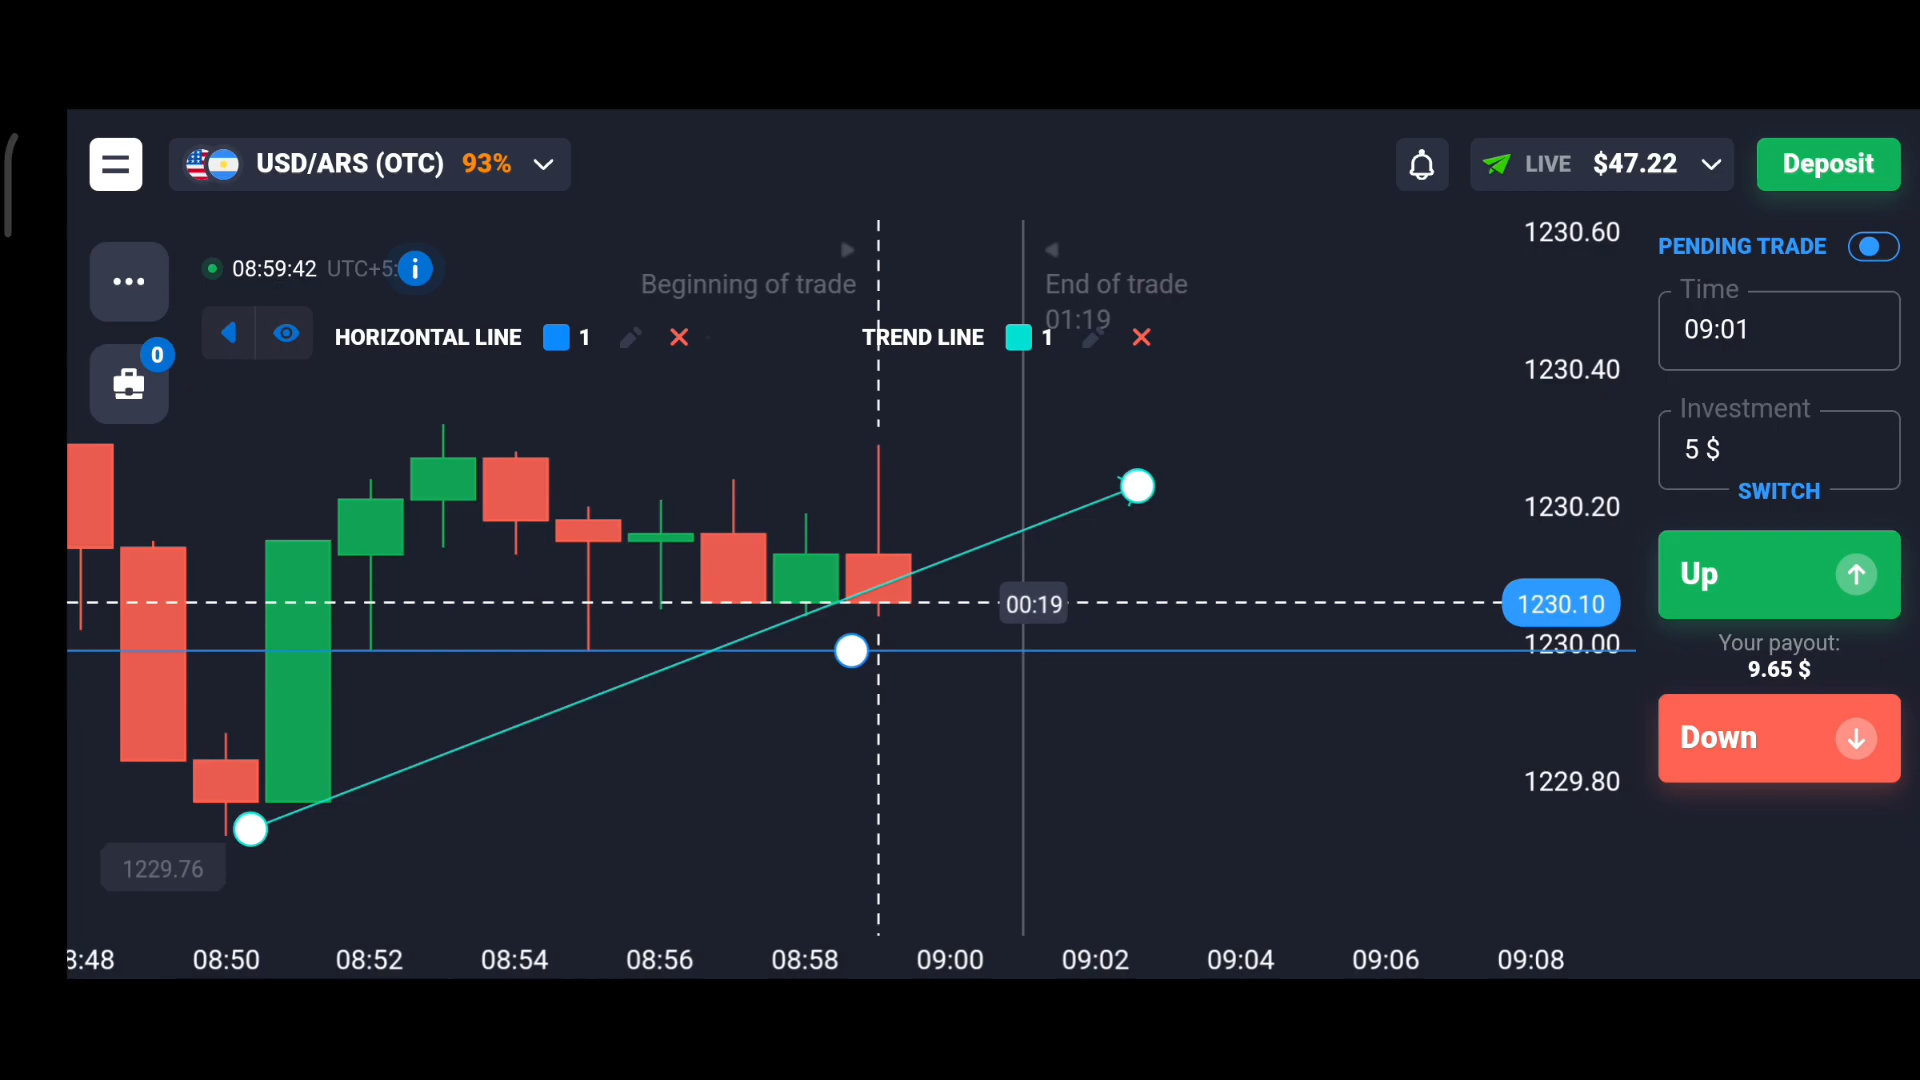 USD/ARS (OTC) 93%
LIVE $47.22
Deposit
08:59:42 UTC+5:
i
Beginning of trade
End of trade
01:19
HORIZONTAL LINE 1
TREND LINE 1
0
1230.60
1230.40
1230.20
1230.10
1230.00
1229.80
00:19
1229.76
8:48 08:50 08:52 08:54 08:56 08:58 09:00 09:02 09:04 09:06 09:08
PENDING TRADE
Time
09:01
Investment
5 $
SWITCH
Up
Your payout:
9.65 $
Down